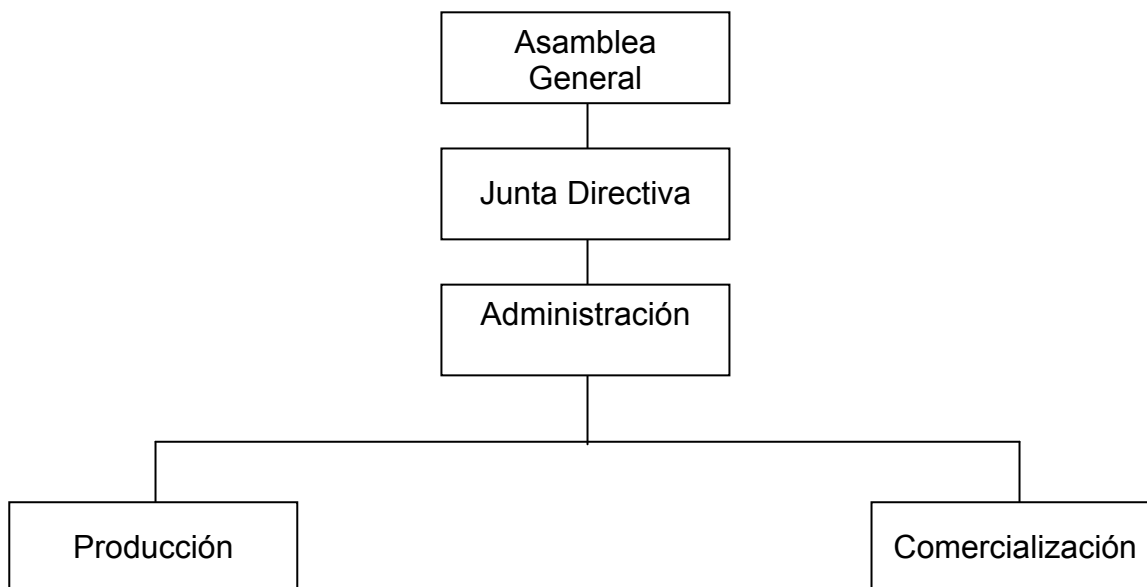 Asamblea
General
Junta Directiva
Administración
Producción
Comercialización